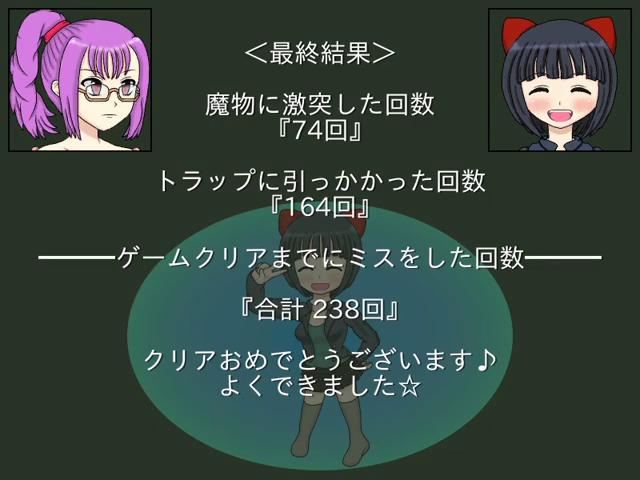 ＜最終結果＞
魔物に激突した回数
『74回』
トラップに引っかかった回数
『164回』
━━━ゲームクリアまでにミスをした回数━━━
『合計 238回』
クリアおめでとうございます♪
よくできました☆